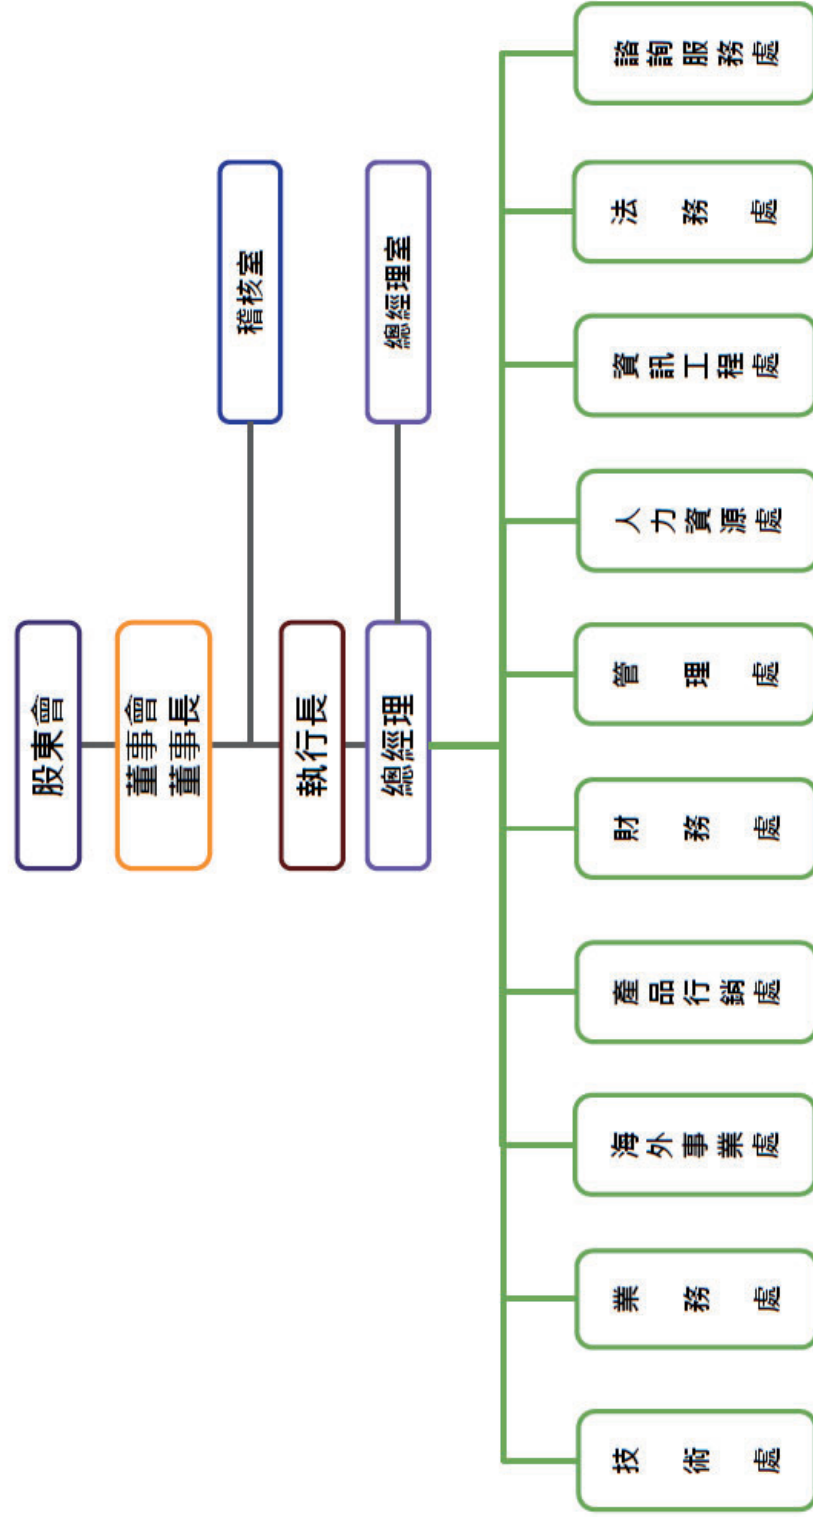 股東會
董事會
董事長
稽核室
執行長
總經理
總經理室
技術處
業務處
海外事業處
產品行銷處
財務處
管理處
人力資源處
資訊工程處
法務處
諮詢服務處